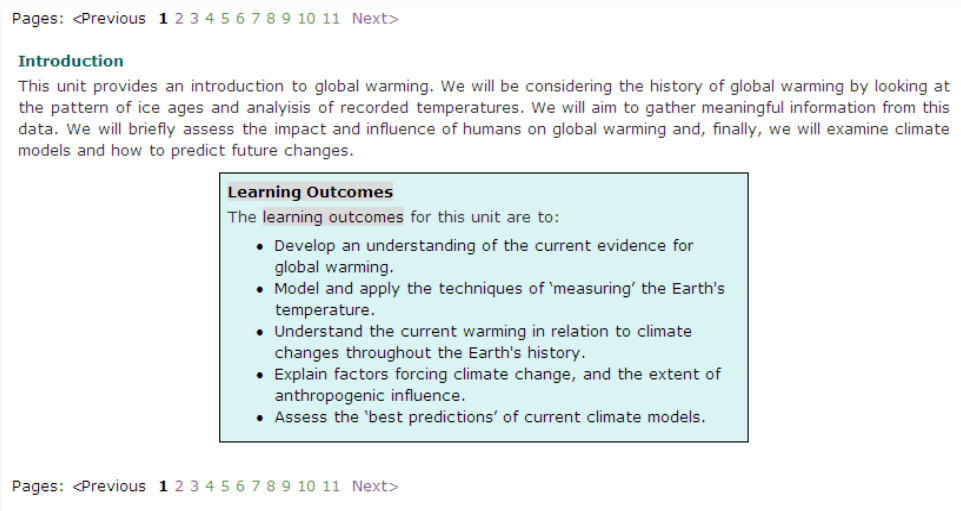 Pages: <Previous 1 2 3 4 5 6 7 8 9 10 11 Next>
Introduction
This unit provides an introduction to global warming. We will be considering the history of global warming by looking at
the pattern of ice ages and analyisis of recorded temperatures. We will aim to gather meaningful information from this
data. We will briefly assess the impact and influence of humans on global warming and, finally, we will examine climate
models and how to predict future changes.
Learning Outcomes
The learning outcomes for this unit are to:
• Develop an understanding of the current evidence for
global warming.
• Model and apply the techniques of ‘measuring’ the Earth's
temperature.
• Understand the current warming in relation to climate
changes throughout the Earth's history.
• Explain factors forcing climate change, and the extent of
anthropogenic influence.
• Assess the ‘best predictions’ of current climate models.
Pages: <Previous 1 2 3 4 5 6 7 8 9 10 11 Next>